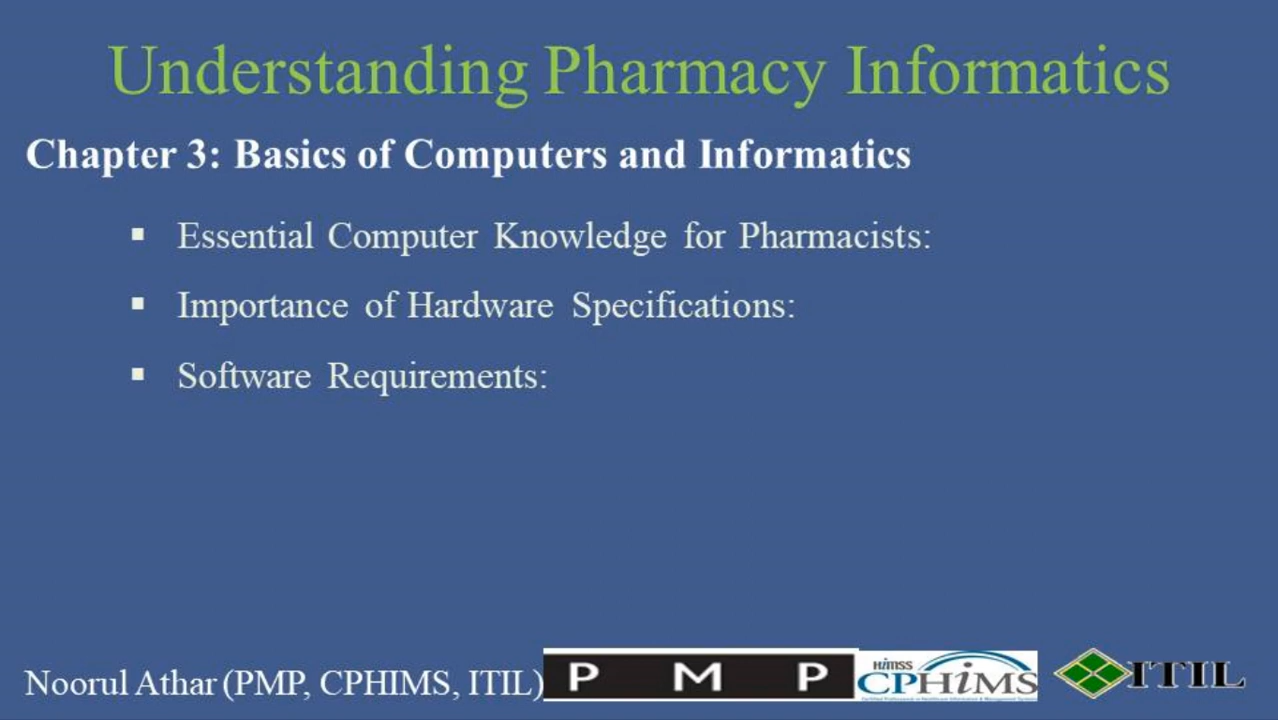 Understanding Pharmacy Informatics
Chapter 3: Basics of Computers and Informatics
▪ Essential Computer Knowledge for Pharmacists:
▪ Importance of Hardware Specifications:
▪ Software Requirements:
Noorul Athar (PMP, CPHIMS, ITIL)
P M P
HIMSS
CPHiMS
ITIL